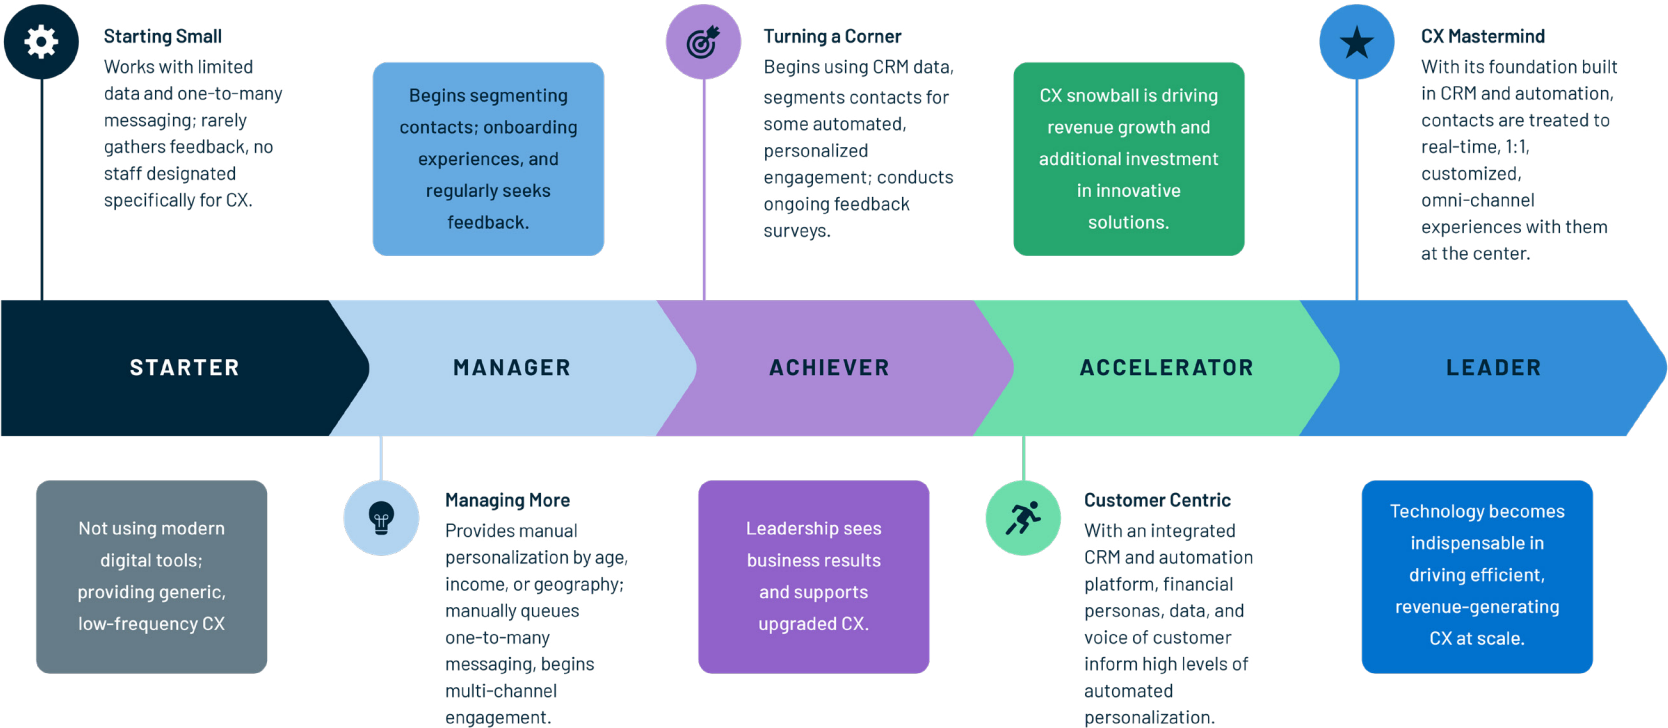 Starting Small
Works with limited
data and one-to-many
messaging; rarely
gathers feedback, no
staff designated
specifically for CX.
Begins segmenting
contacts; onboarding
experiences, and
regularly seeks
feedback.
Turning a Corner
Begins using CRM data,
segments contacts for
some automated,
personalized
engagement; conducts
ongoing feedback
surveys.
CX snowball is driving
revenue growth and
additional investment
in innovative
solutions.
CX Mastermind
With its foundation built
in CRM and automation,
contacts are treated to
real-time, 1:1,
customized,
omni-channel
experiences with them
at the center.
STARTER
MANAGER
ACHIEVER
ACCELERATOR
LEADER
Not using modern
digital tools;
providing generic,
low-frequency CX
Managing More
Provides manual
personalization by age,
income, or geography;
manually queues
one-to-many
messaging, begins
multi-channel
engagement.
Leadership sees
business results
and supports
upgraded CX.
Customer Centric
With an integrated
CRM and automation
platform, financial
personas, data, and
voice of customer
inform high levels of
automated
personalization.
Technology becomes
indispensable in
driving efficient,
revenue-generating
CX at scale.